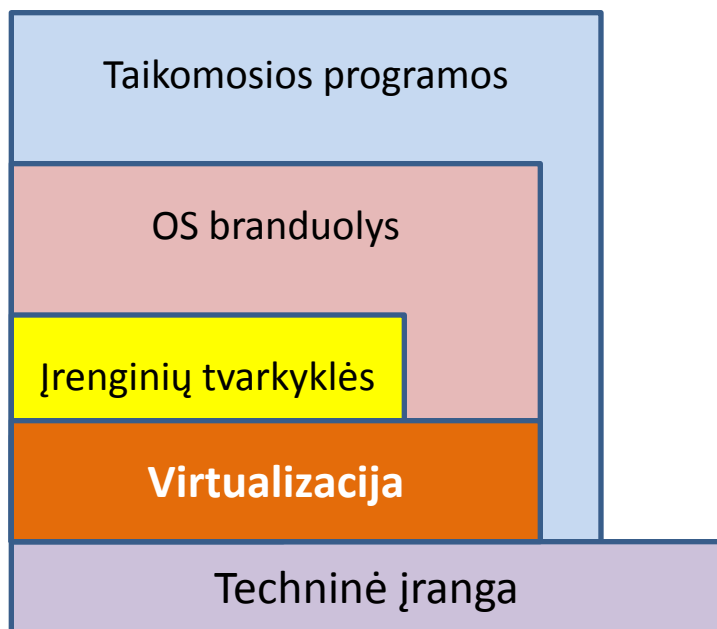 Taikomosios programos
OS branduolys
Įrenginių tvarkyklės
Virtualizacija
Techninė įranga